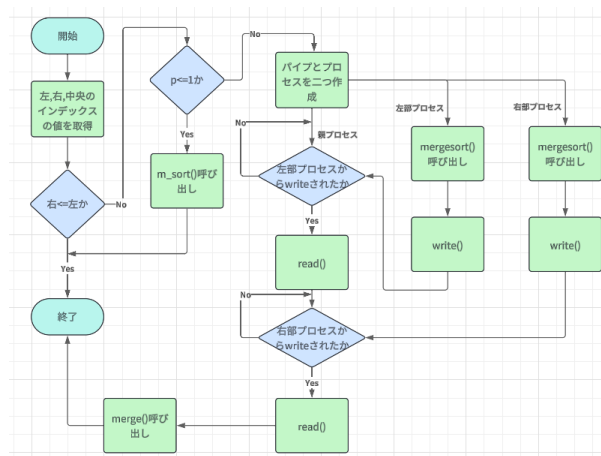 開始
左,右,中央の
インデックス
の値を取得
右<=左か
No
Yes
終了
p<=1か
No
Yes
m_sort()呼び
出し
パイプとプロ
セスを二つ作
成
親プロセス
左部プロセス
右部プロセス
No
左部プロセスか
らwriteされたか
Yes
read()
No
右部プロセスか
らwriteされたか
Yes
read()
merge()呼び
出し
mergesort()
呼び出し
write()
mergesort()
呼び出し
write()